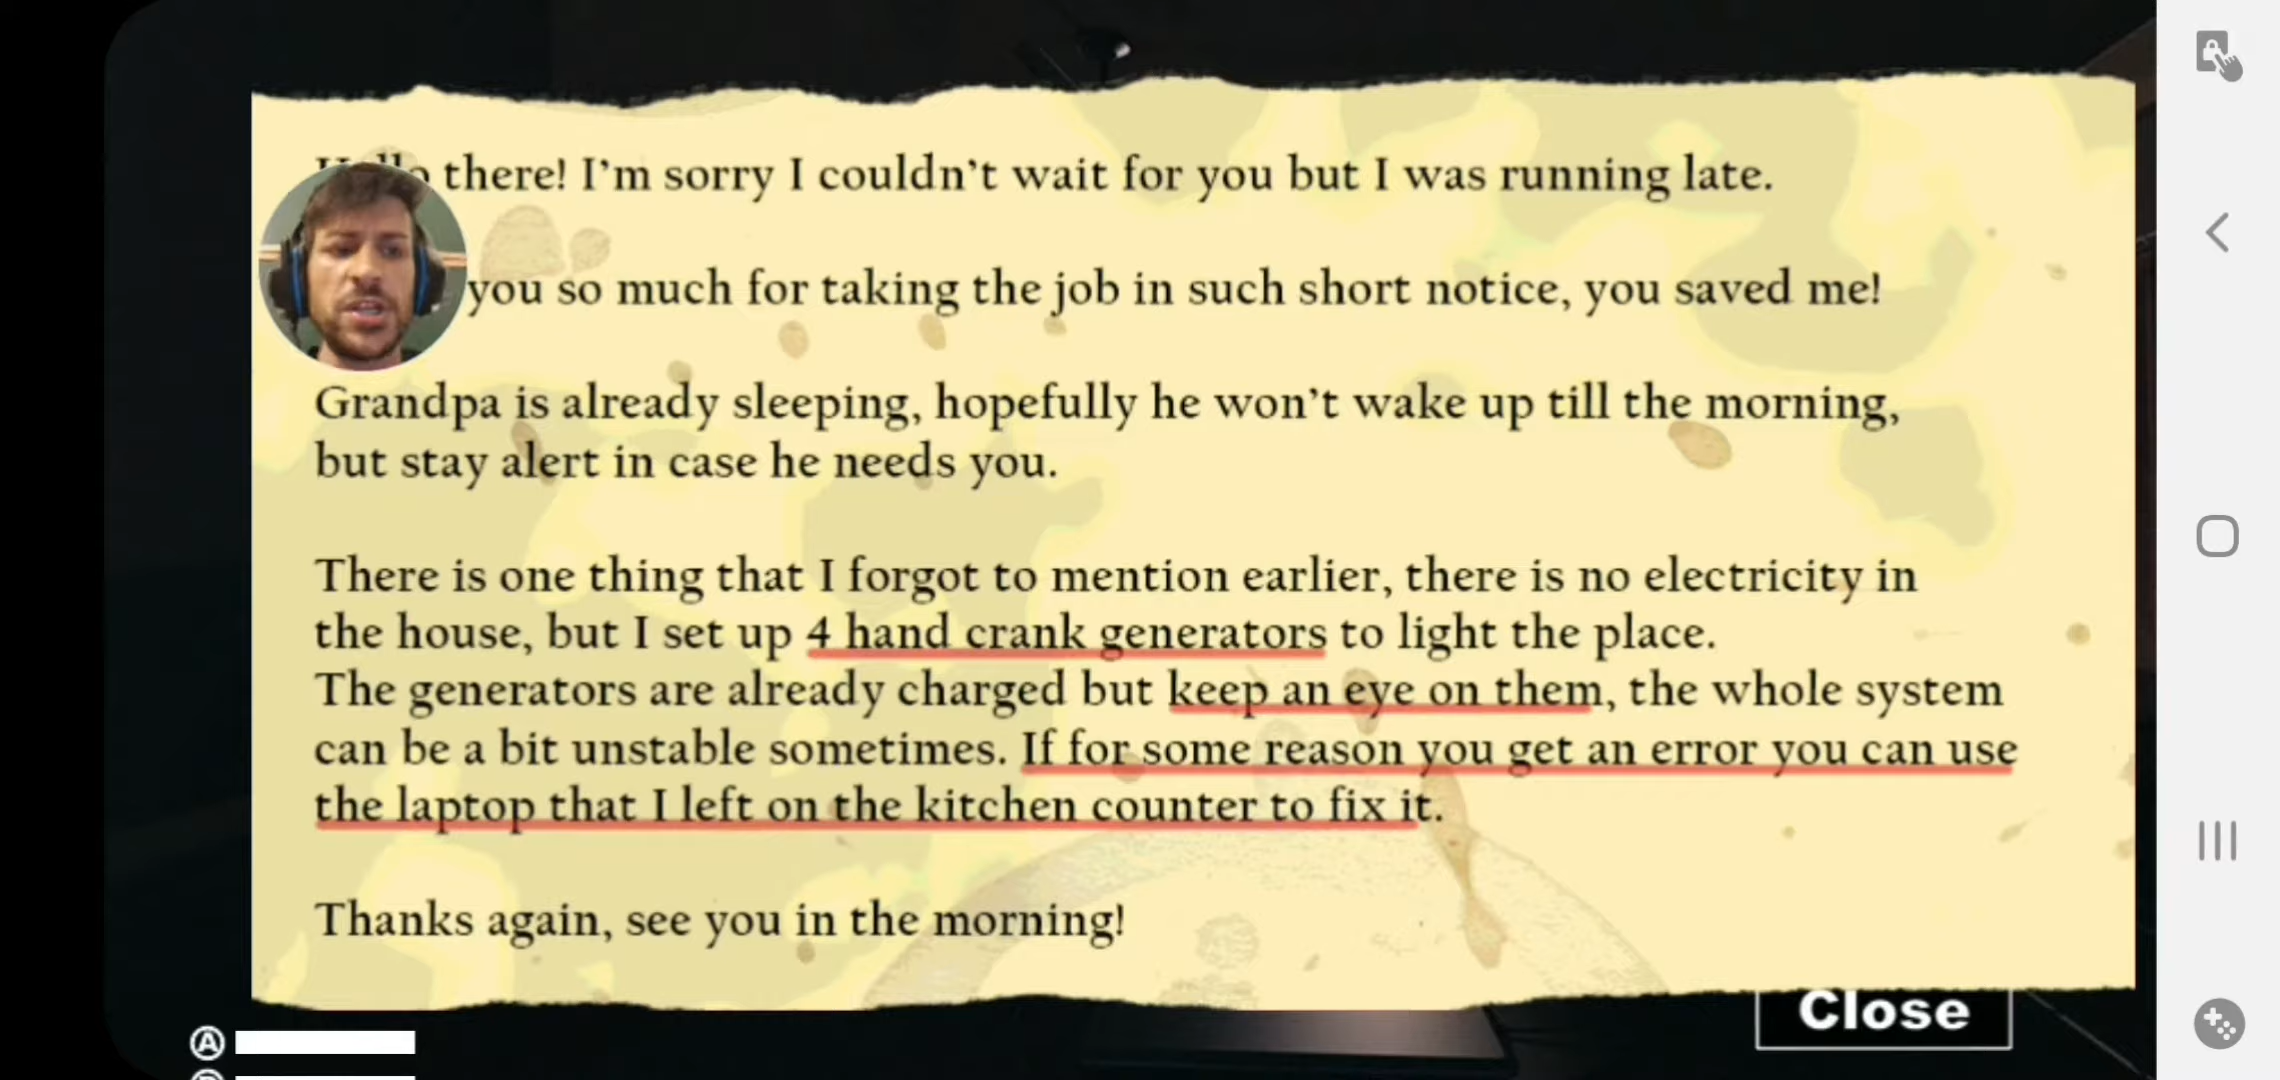 there! I'm sorry I couldn't wait for you but I was running late.
you so much for taking the job in such short notice, you saved me!
Grandpa is already sleeping, hopefully he won't wake up till the morning,
but stay alert in case he needs you.
There is one thing that I forgot to mention earlier, there is no electricity in
the house, but I set up 4 hand crank generators to light the place.
The generators are already charged but keep an eye on them, the whole system
can be a bit unstable sometimes. If for some reason you get an error you can use
the laptop that I left on the kitchen counter to fix it.
Thanks again, see you in the morning!
Close
A